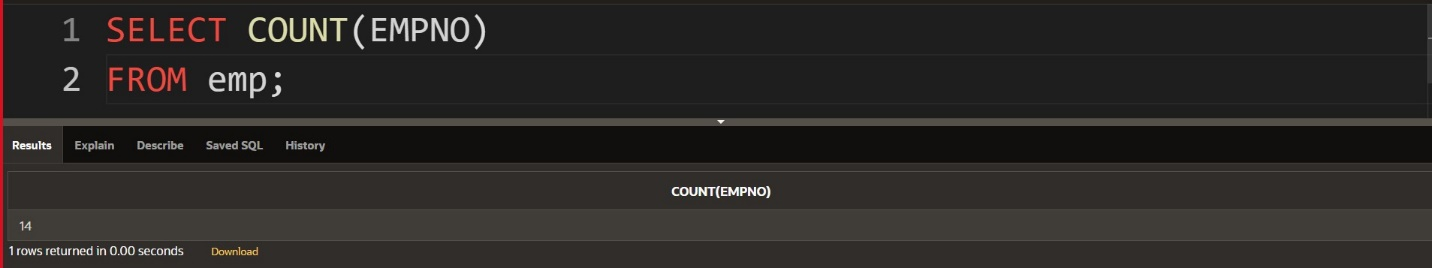 1 SELECT COUNT(EMPNO)
2 FROM emp;
Results Explain Describe Saved SQL History
COUNT(EMPNO)
14
1 rows returned in 0.00 seconds Download